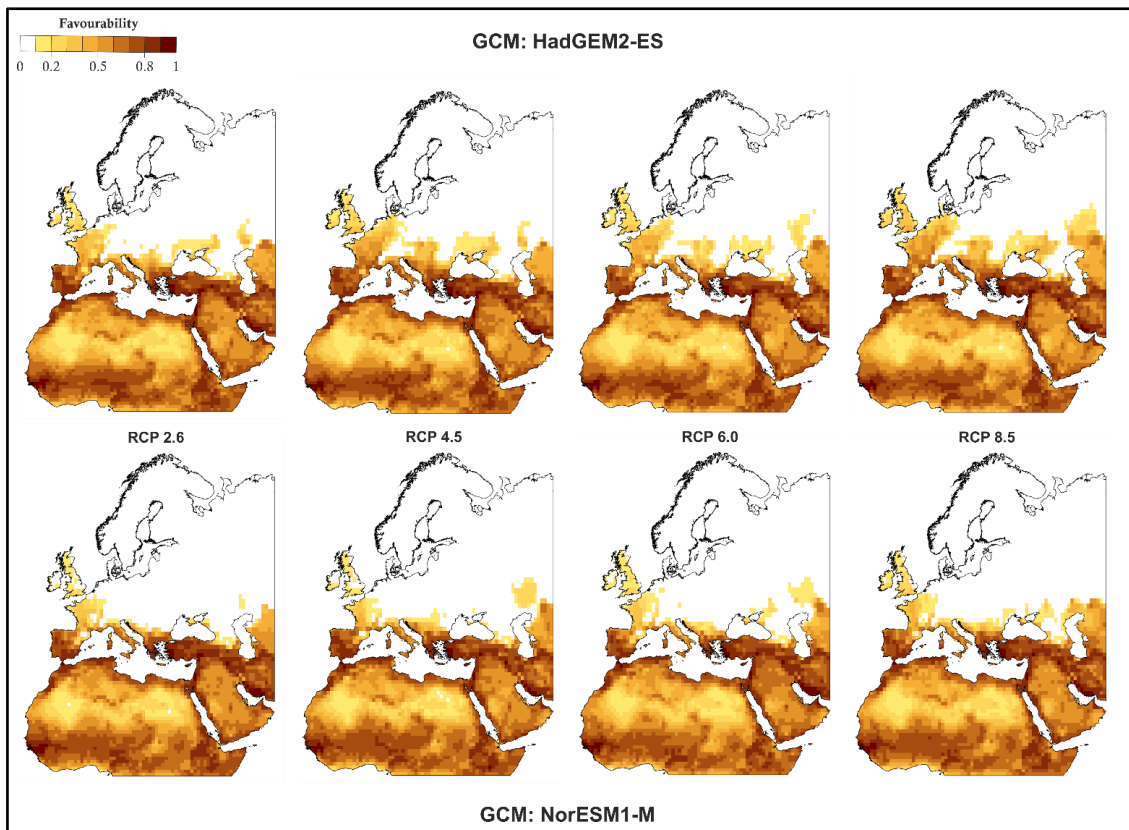 Favourability
0 0.2 0.5 0.8 1
GCM: HadGEM2-ES
RCP 2.6 RCP 4.5 RCP 6.0 RCP 8.5
GCM: NorESM1-M